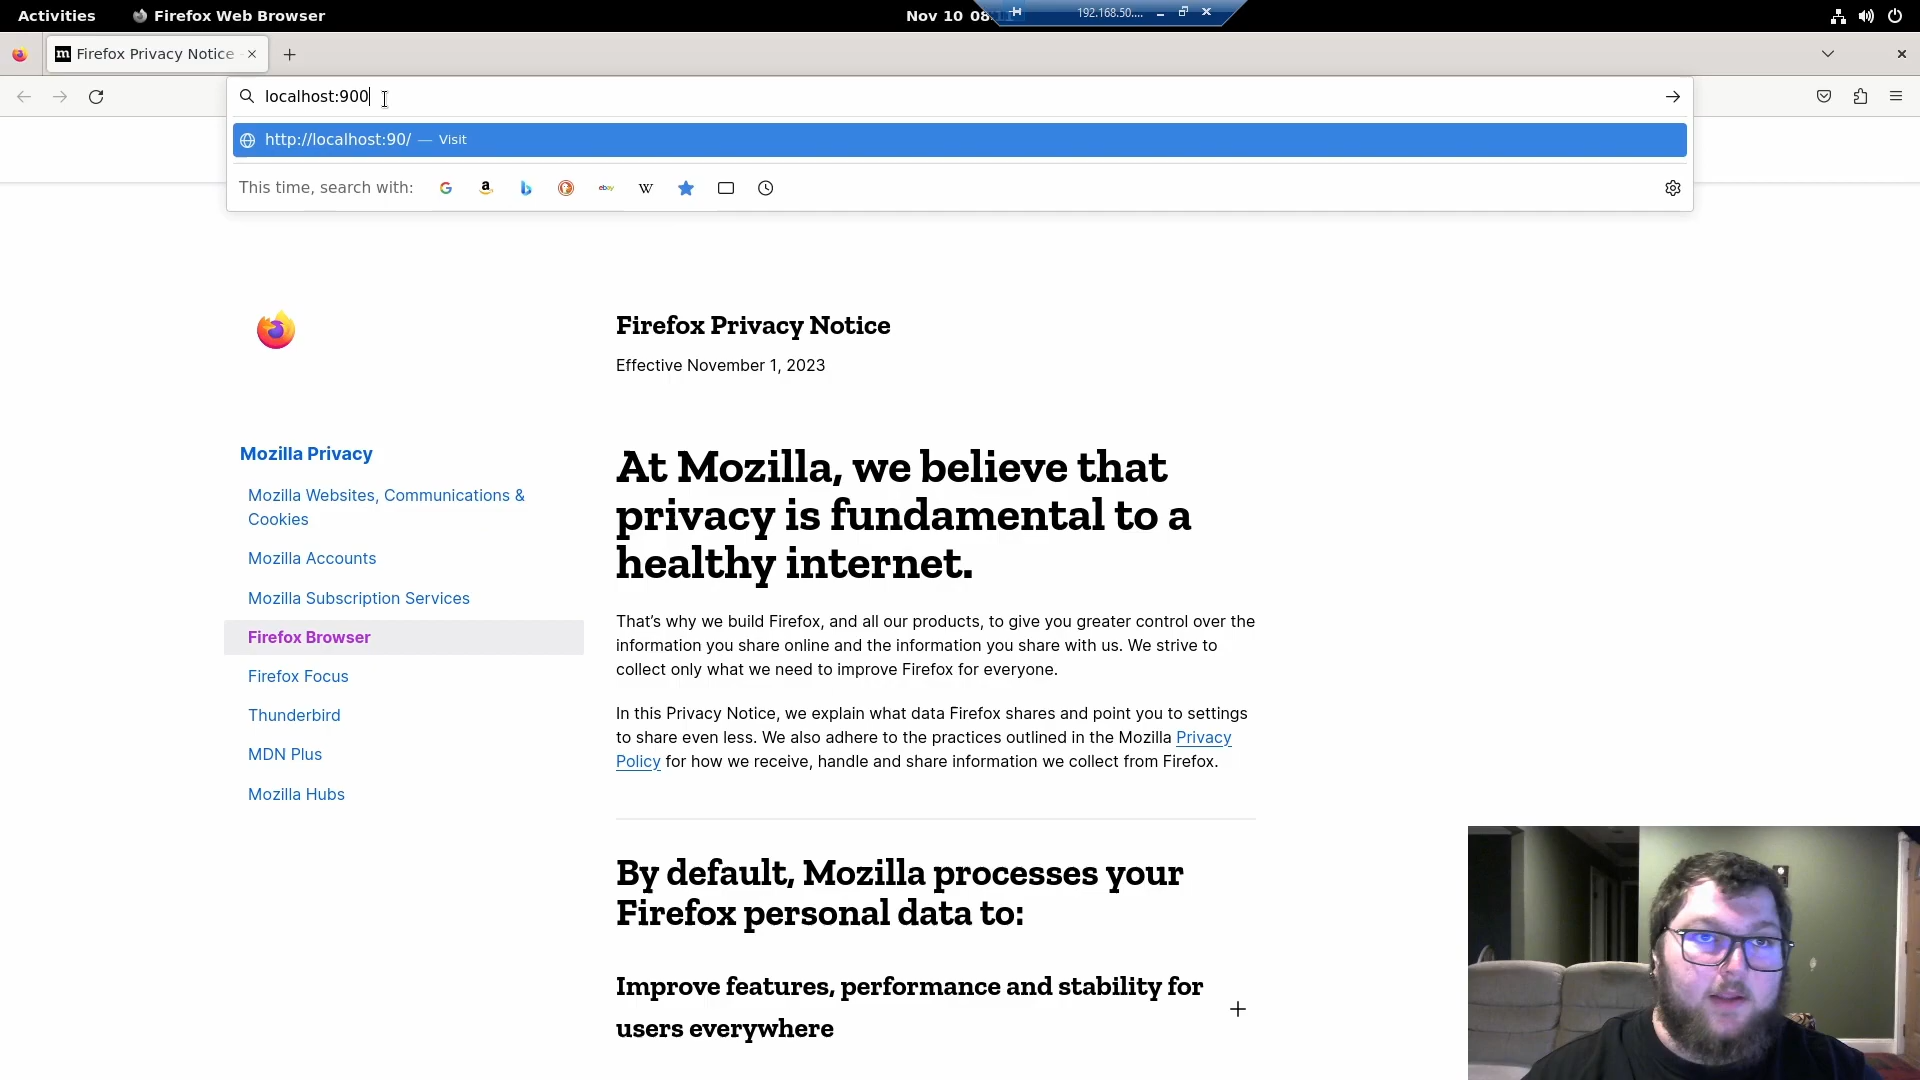 Activities Firefox Web Browser Nov 10 08: 192.168.50....
Firefox Privacy Notice
localhost:900
http://localhost:90/ — Visit
This time, search with:
Firefox Privacy Notice
Effective November 1, 2023
Mozilla Privacy
Mozilla Websites, Communications &
Cookies
Mozilla Accounts
Mozilla Subscription Services
Firefox Browser
Firefox Focus
Thunderbird
MDN Plus
Mozilla Hubs
At Mozilla, we believe that
privacy is fundamental to a
healthy internet.
That’s why we build Firefox, and all our products, to give you greater control over the
information you share online and the information you share with us. We strive to
collect only what we need to improve Firefox for everyone.
In this Privacy Notice, we explain what data Firefox shares and point you to settings
to share even less. We also adhere to the practices outlined in the Mozilla Privacy
Policy for how we receive, handle and share information we collect from Firefox.
By default, Mozilla processes your
Firefox personal data to:
Improve features, performance and stability for
users everywhere